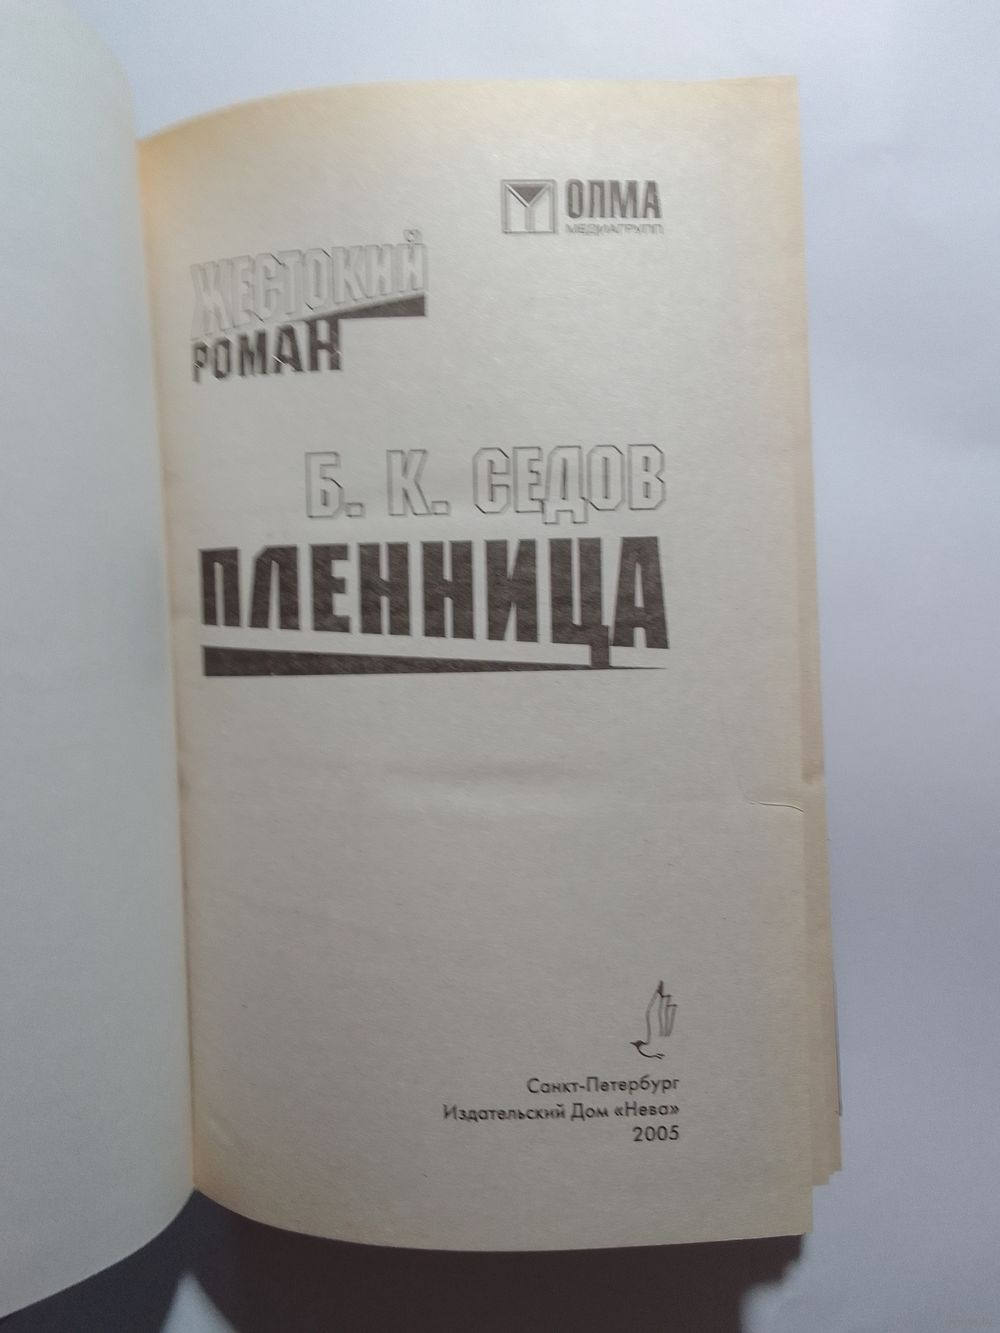 ОЛМА
МЕДИАГРУПП
ЖЕСТОКИЙ
РОМАН
Б. К. СЕДОВ
ПЛЕННИЦА
Санкт-Петербург
Издательский Дом «Нева»
2005